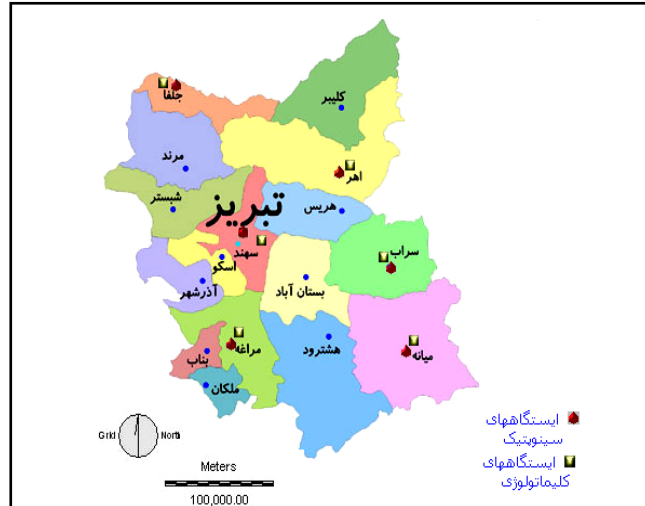 کلیبر
جلفا
اهر
مرند
شبستر
تبریز
هریس
سهند
سراب
اسکو
آذرشهر
بستان آباد
مراغه
هشترود
میانه
بناب
ملکان
Grid North
Meters
100,000.00
ایستگاههای
سینوپتیک
ایستگاههای
کلیماتولوژی